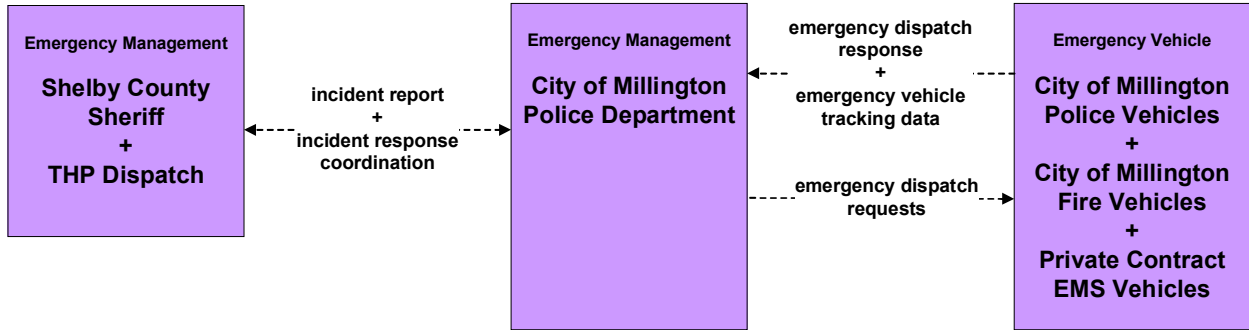 Emergency Management
Shelby County
Sheriff
+
THP Dispatch
incident report
+
incident response
coordination
Emergency Management
City of Millington
Police Department
emergency dispatch
response
+
emergency vehicle
tracking data
emergency dispatch
requests
Emergency Vehicle
City of Millington
Police Vehicles
+
City of Millington
Fire Vehicles
+
Private Contract
EMS Vehicles